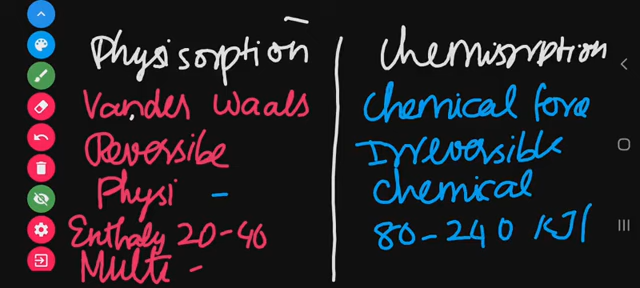 Physisorption
Vander Waals
Reversible
Physi -
Enthaly 20-40
Multi -
Chemisorption
Chemical force
Irreversible
Chemical
80-240 KJ/